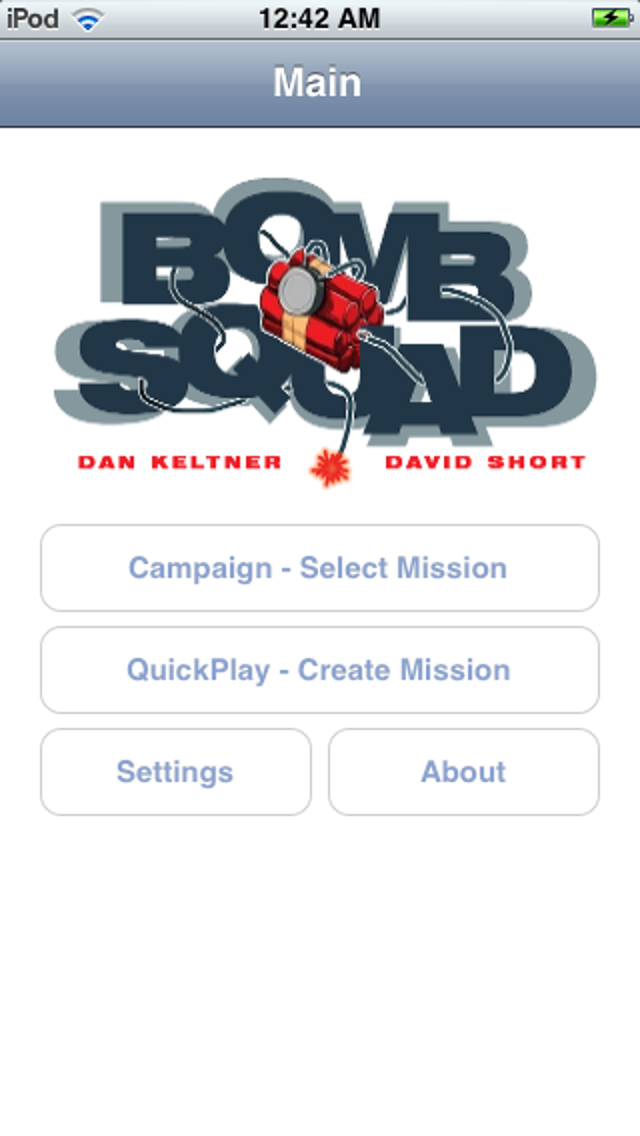 iPod 12:42 AM
Main
BOMB
SQUAD
DAN KELTNER DAVID SHORT
Campaign - Select Mission
QuickPlay - Create Mission
Settings About